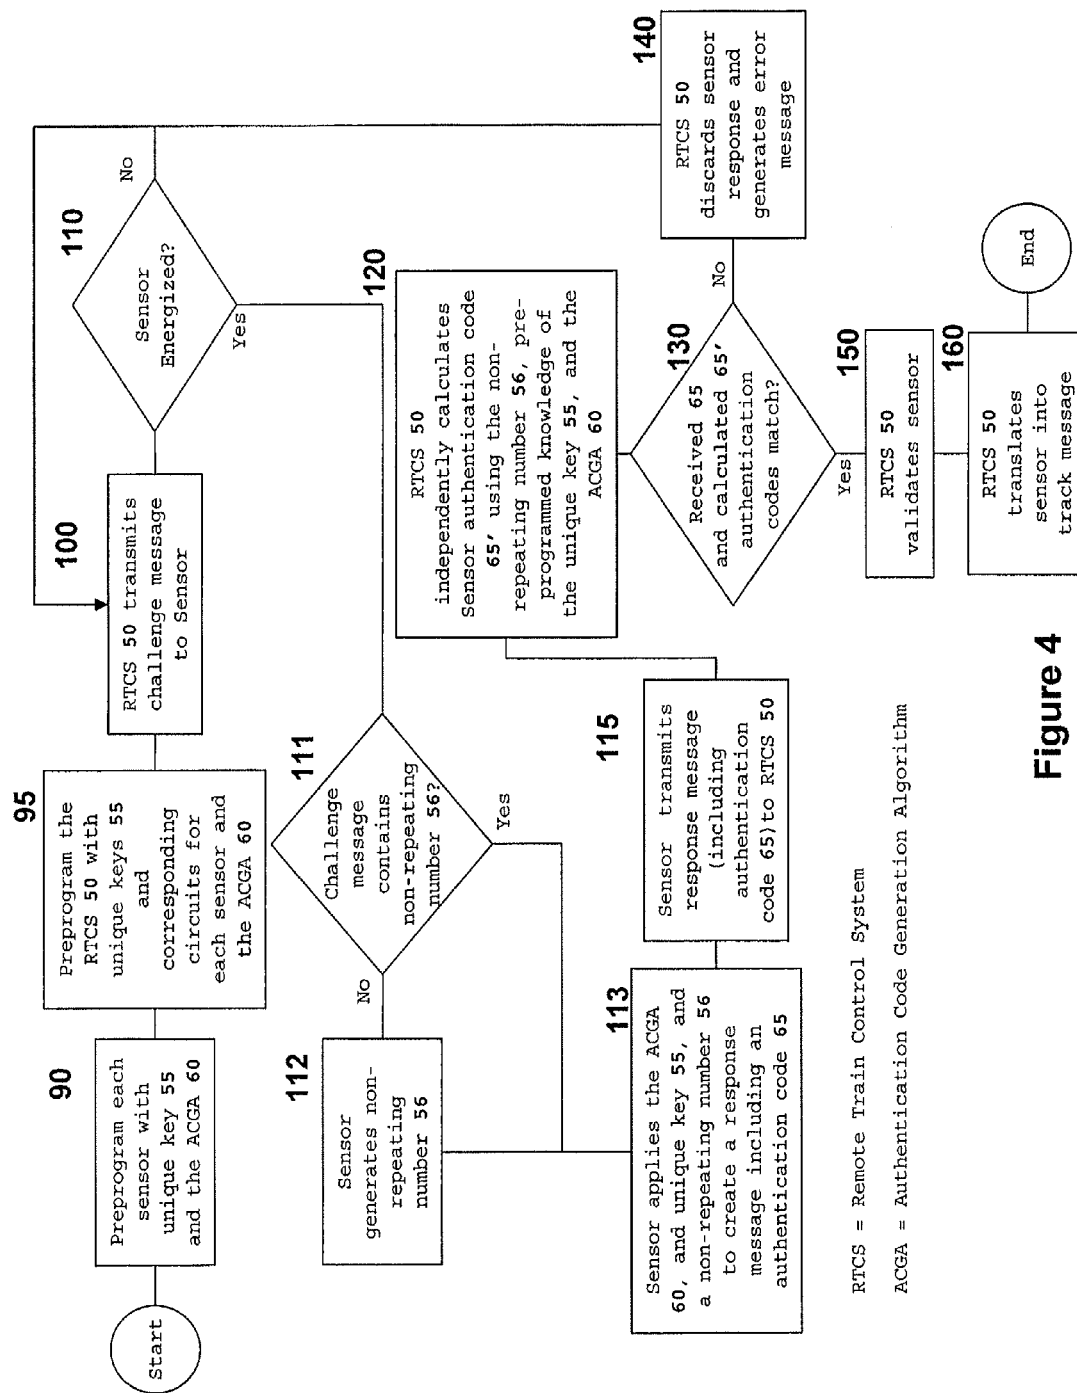 Start
90
Preprogram each
sensor with
unique key 55
and the ACGA 60
95
Preprogram the
RTCS 50 with
unique keys 55
and
corresponding
circuits for
each sensor and
the ACGA 60
100
RTCS 50 transmits
challenge message
to Sensor
110
Sensor
Energized?
No
Yes
111
Challenge
message
contains
non-repeating
number 56?
No
Yes
112
Sensor
generates non-
repeating
number 56
113
Sensor applies the ACGA
60, and unique key 55, and
a non-repeating number 56
to create a response
message including an
authentication code 65
115
Sensor transmits
response message
(including
authentication
code 65)to RTCS 50
120
RTCS 50
independently calculates
Sensor authentication code
65′ using the non-
repeating number 56, pre-
programmed knowledge of
the unique key 55, and the
ACGA 60
130
Received 65
and calculated 65′
authentication
codes match?
No
Yes
140
RTCS 50
discards sensor
response and
generates error
message
150
RTCS 50
validates sensor
160
RTCS 50
translates
sensor into
track message
End
RTCS = Remote Train Control System
ACGA = Authentication Code Generation Algorithm
Figure 4